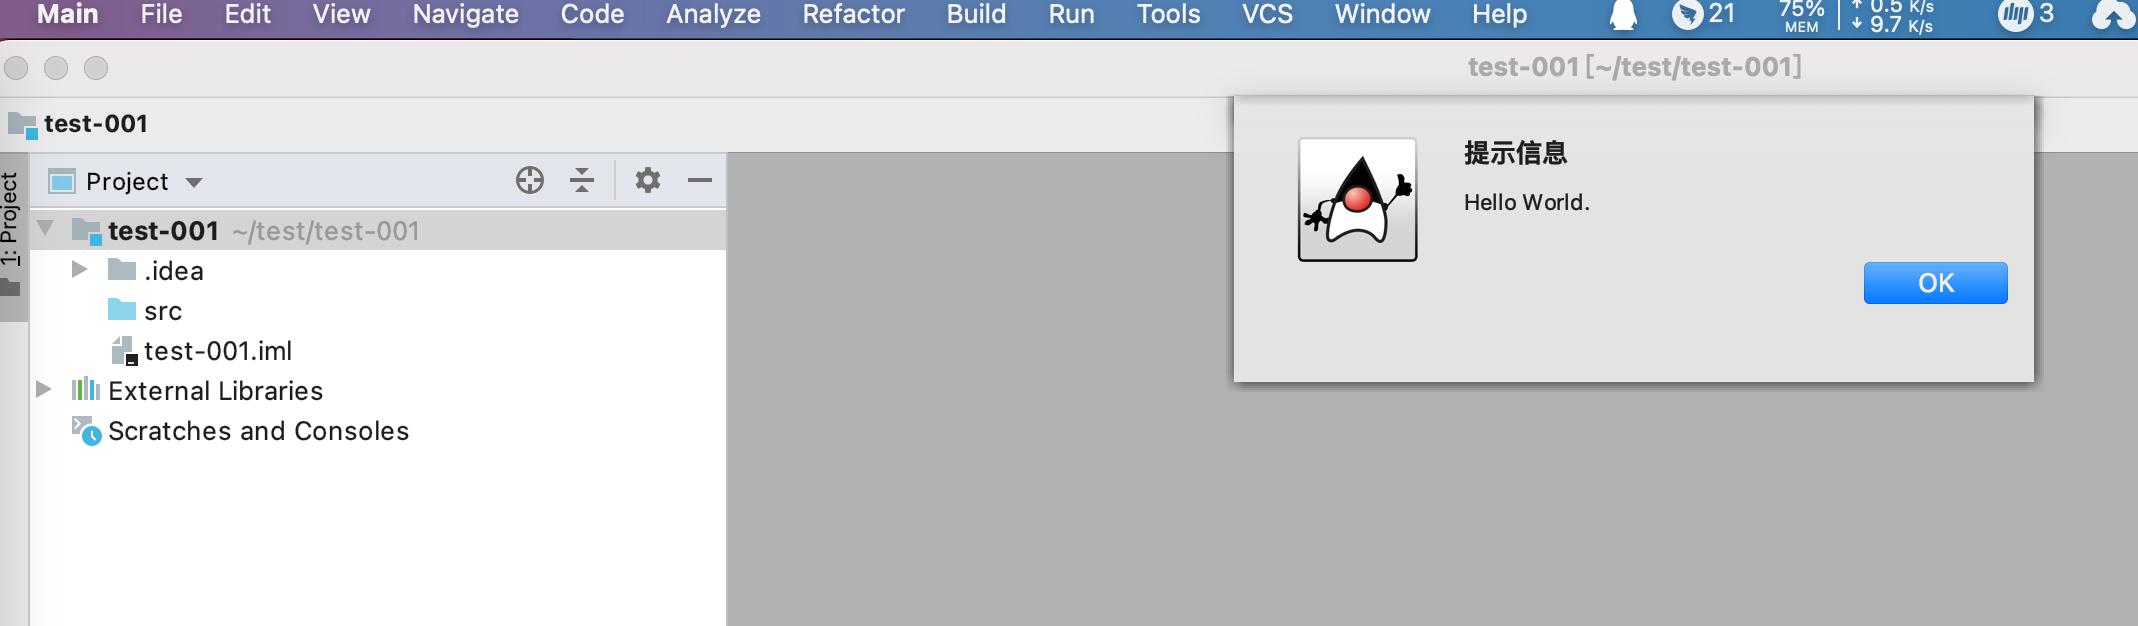 Main File Edit View Navigate Code Analyze Refactor Build Run Tools VCS Window Help 21 75% MEM ↑ 0.5 K/s ↓ 9.7 K/s 3
test-001 [~/test/test-001]
test-001
1: Project
Project
test-001 ~/test/test-001
.idea
src
test-001.iml
External Libraries
Scratches and Consoles
提示信息
Hello World.
OK